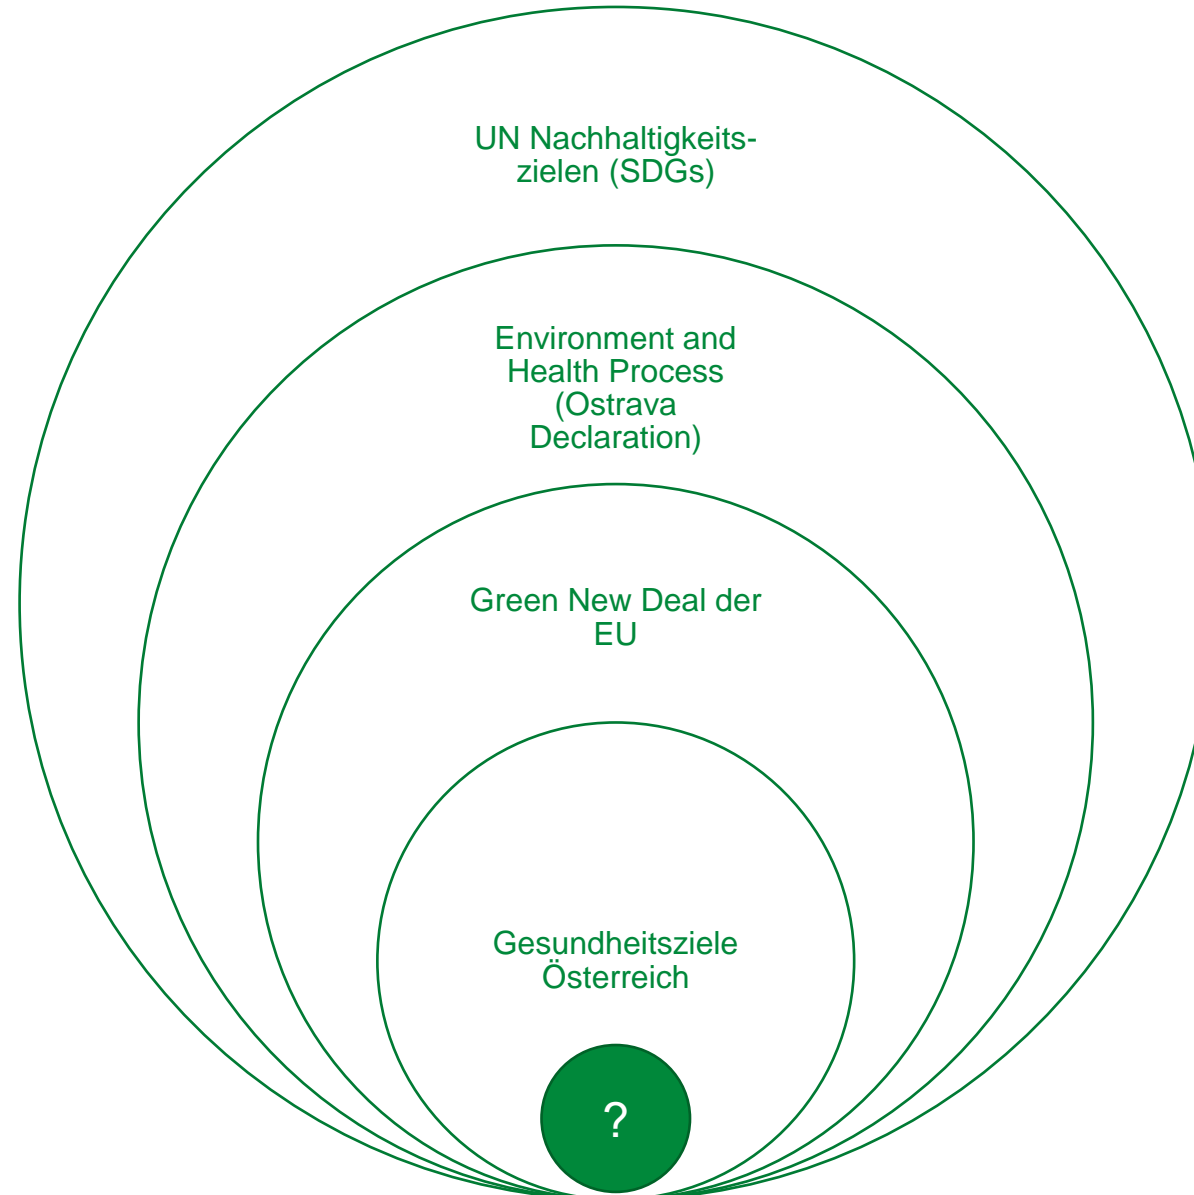 UN Nachhaltigkeits-
zielen (SDGs)
Environment and
Health Process
(Ostrava
Declaration)
Green New Deal der
EU
Gesundheitsziele
Österreich
?